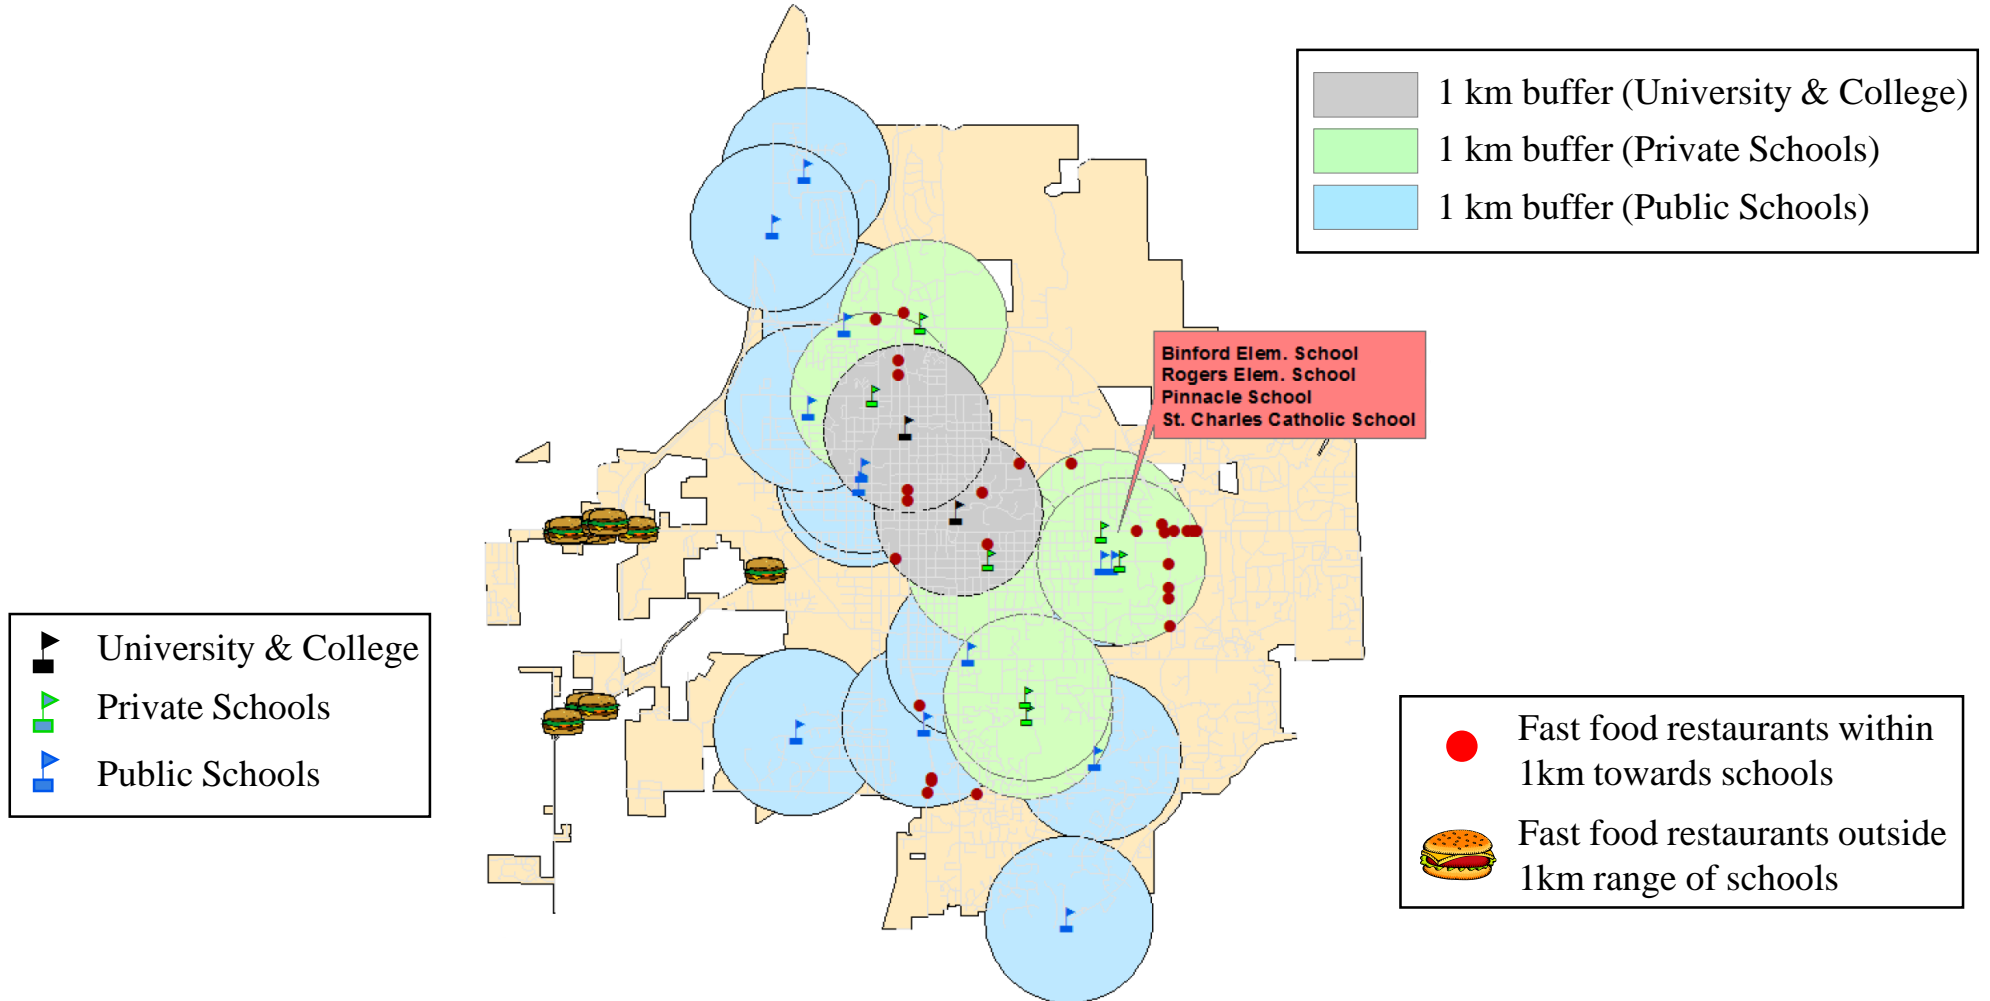 1 km buffer (University & College)
1 km buffer (Private Schools)
1 km buffer (Public Schools)
Binford Elem. School
Rogers Elem. School
Pinnacle School
St. Charles Catholic School
University & College
Private Schools
Public Schools
Fast food restaurants within
1km towards schools
Fast food restaurants outside
1km range of schools